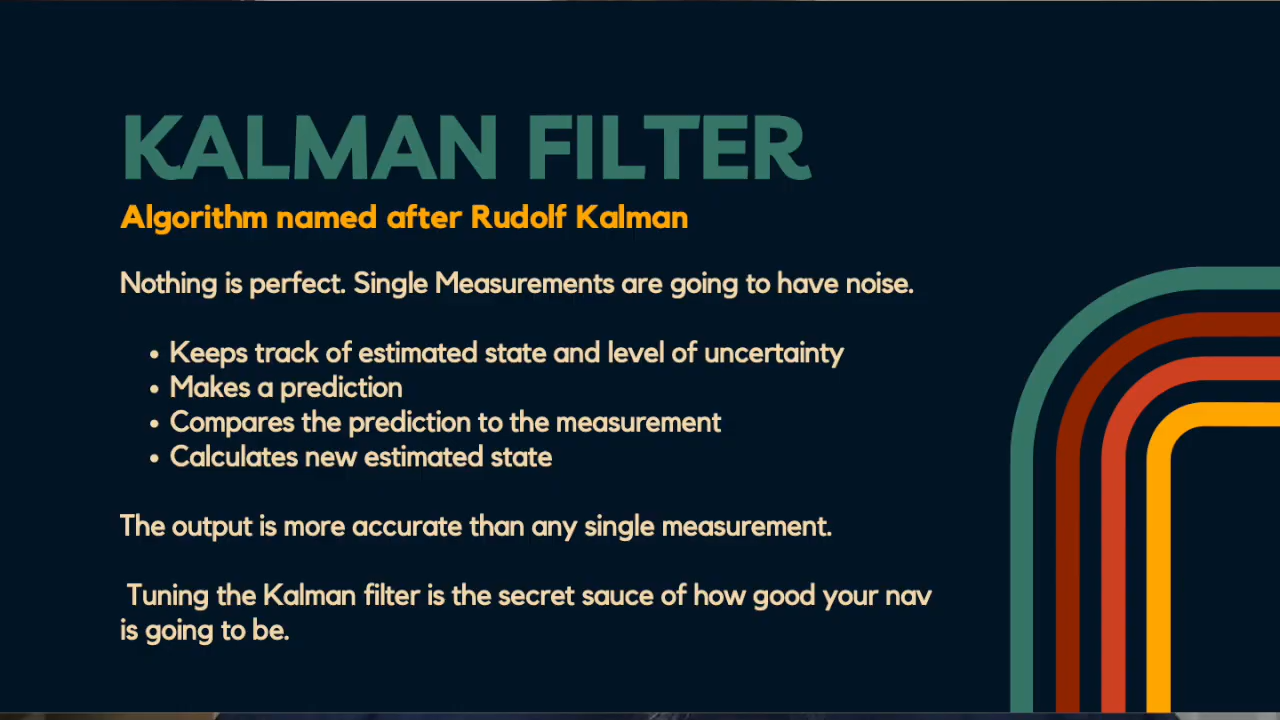 KALMAN FILTER
Algorithm named after Rudolf Kalman
Nothing is perfect. Single Measurements are going to have noise.
• Keeps track of estimated state and level of uncertainty
• Makes a prediction
• Compares the prediction to the measurement
• Calculates new estimated state
The output is more accurate than any single measurement.
Tuning the Kalman filter is the secret sauce of how good your nav
is going to be.